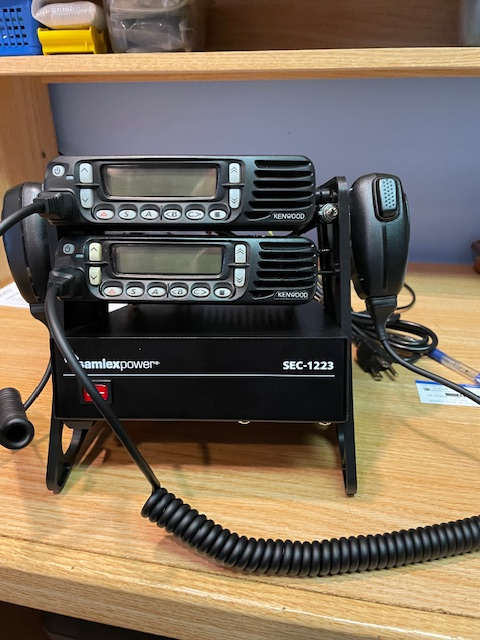 S A <B
KENWOOD
S A <B
KENWOOD
samlexpower+
SEC-1223